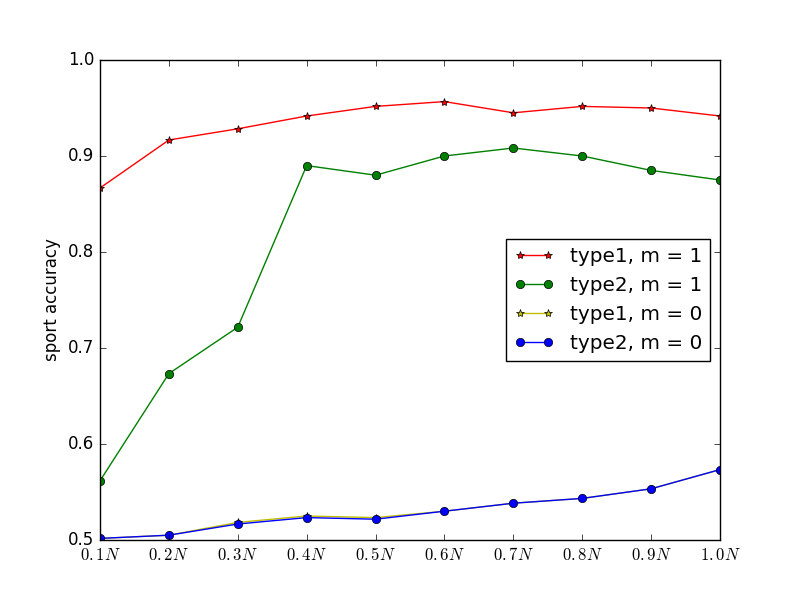 1.0
0.9
0.8
0.7
0.6
0.5
sport accuracy
type1, m = 1
type2, m = 1
type1, m = 0
type2, m = 0
0.1N 0.2N 0.3N 0.4N 0.5N 0.6N 0.7N 0.8N 0.9N 1.0N